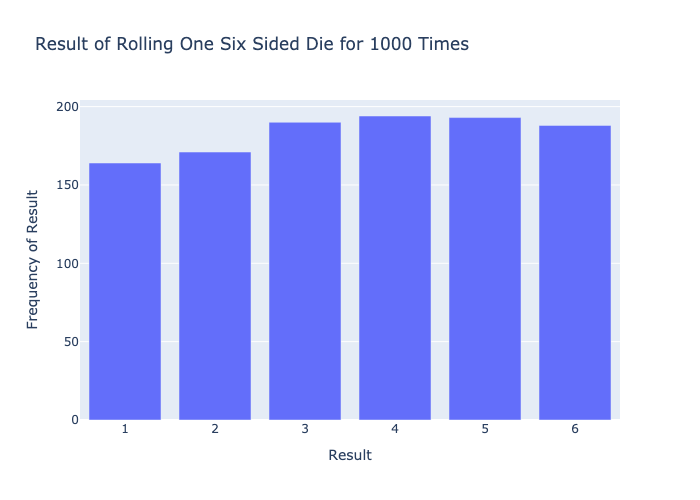 Result of Rolling One Six Sided Die for 1000 Times
200
150
100
50
0
Frequency of Result
1 2 3 4 5 6
Result